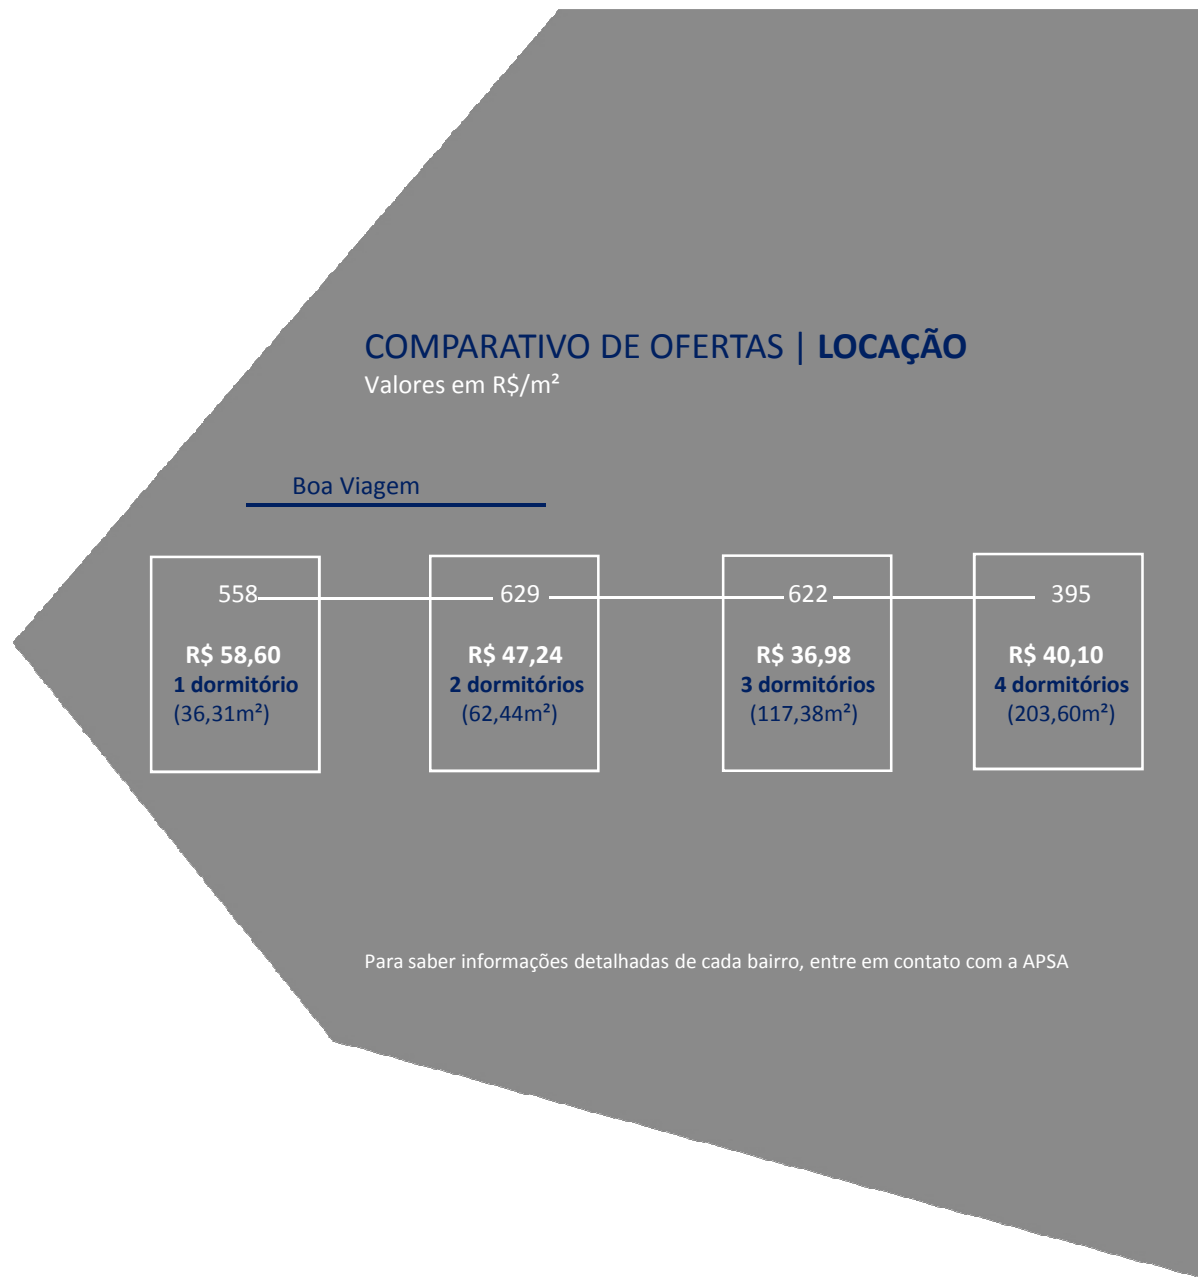 COMPARATIVO DE OFERTAS | LOCAÇÃO
Valores em R$/m²
Boa Viagem
558
R$ 58,60
1 dormitório
(36,31m²)
629
R$ 47,24
2 dormitórios
(62,44m²)
622
R$ 36,98
3 dormitórios
(117,38m²)
395
R$ 40,10
4 dormitórios
(203,60m²)
Para saber informações detalhadas de cada bairro, entre em contato com a APSA